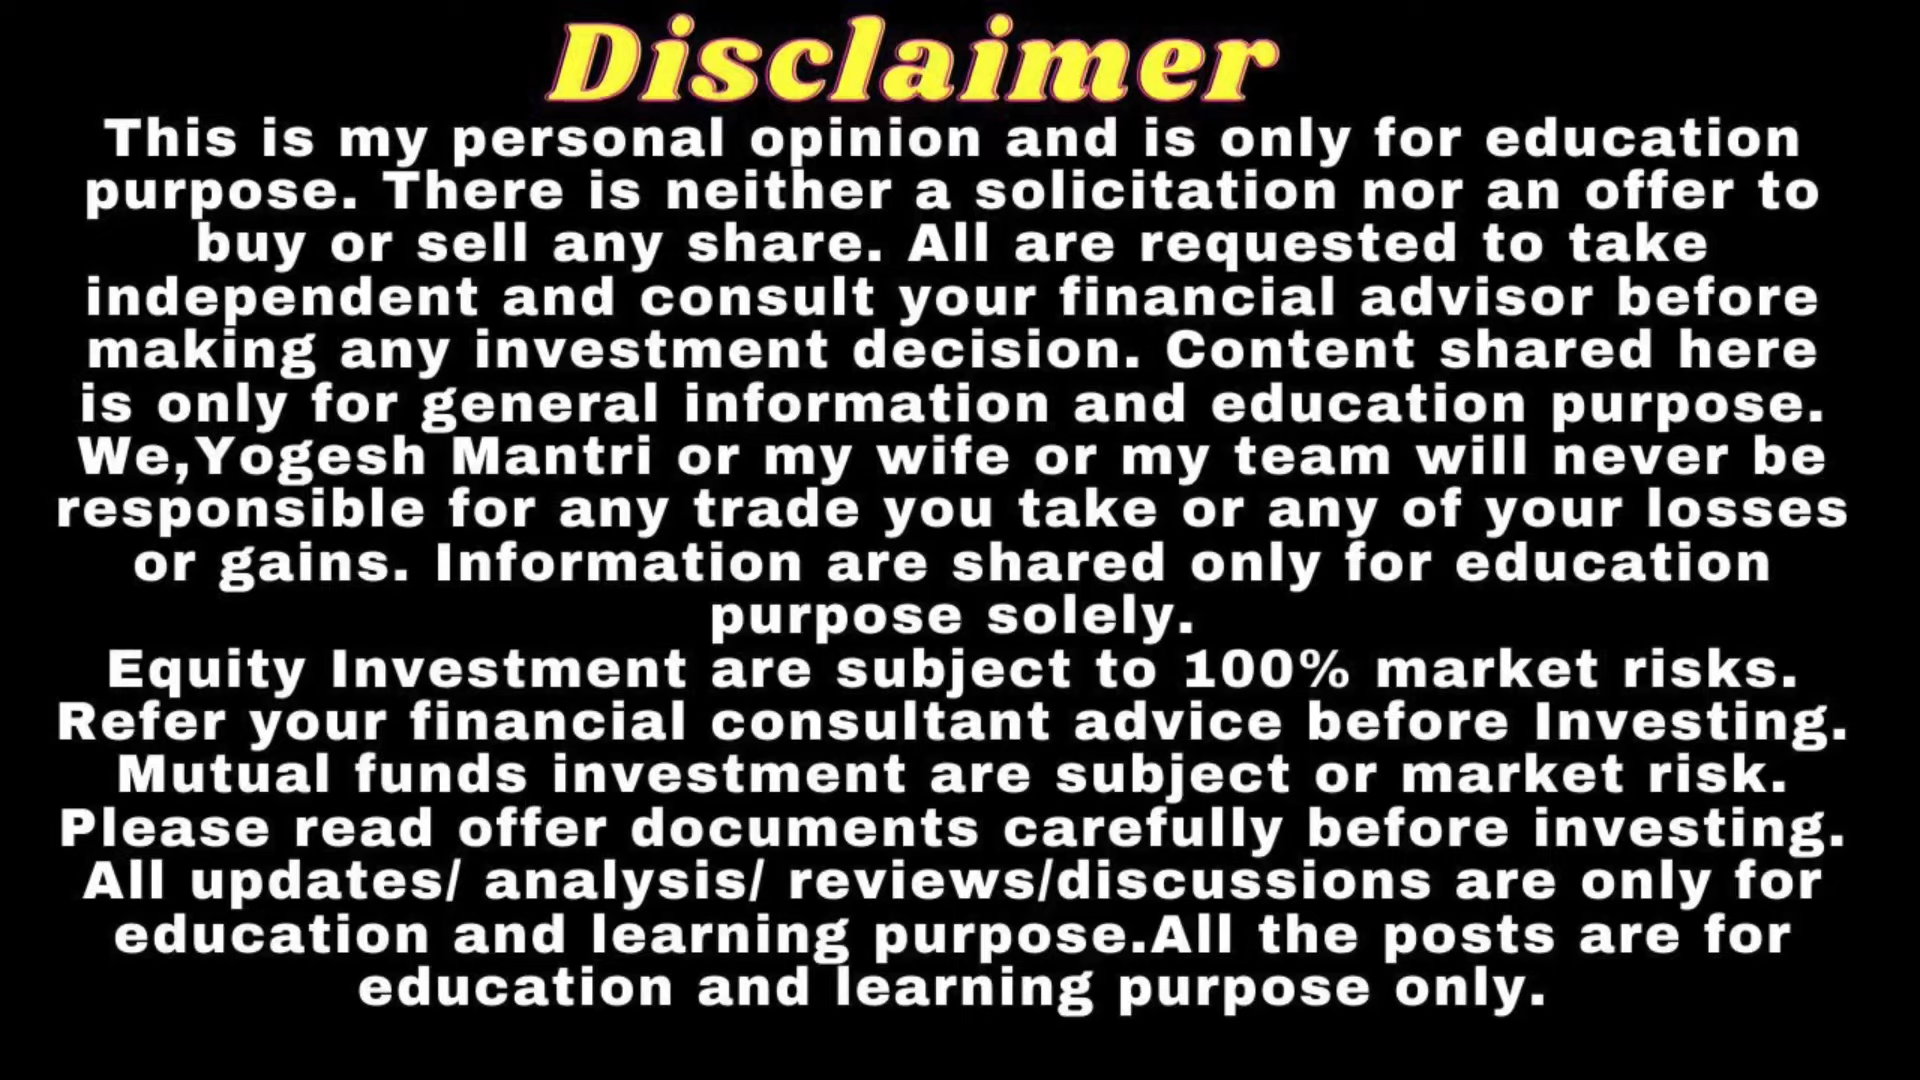 Disclaimer
This is my personal opinion and is only for education
purpose. There is neither a solicitation nor an offer to
buy or sell any share. All are requested to take
independent and consult your financial advisor before
making any investment decision. Content shared here
is only for general information and education purpose.
We,Yogesh Mantri or my wife or my team will never be
responsible for any trade you take or any of your losses
or gains. Information are shared only for education
purpose solely.
Equity Investment are subject to 100% market risks.
Refer your financial consultant advice before Investing.
Mutual funds investment are subject or market risk.
Please read offer documents carefully before investing.
All updates/ analysis/ reviews/discussions are only for
education and learning purpose.All the posts are for
education and learning purpose only.